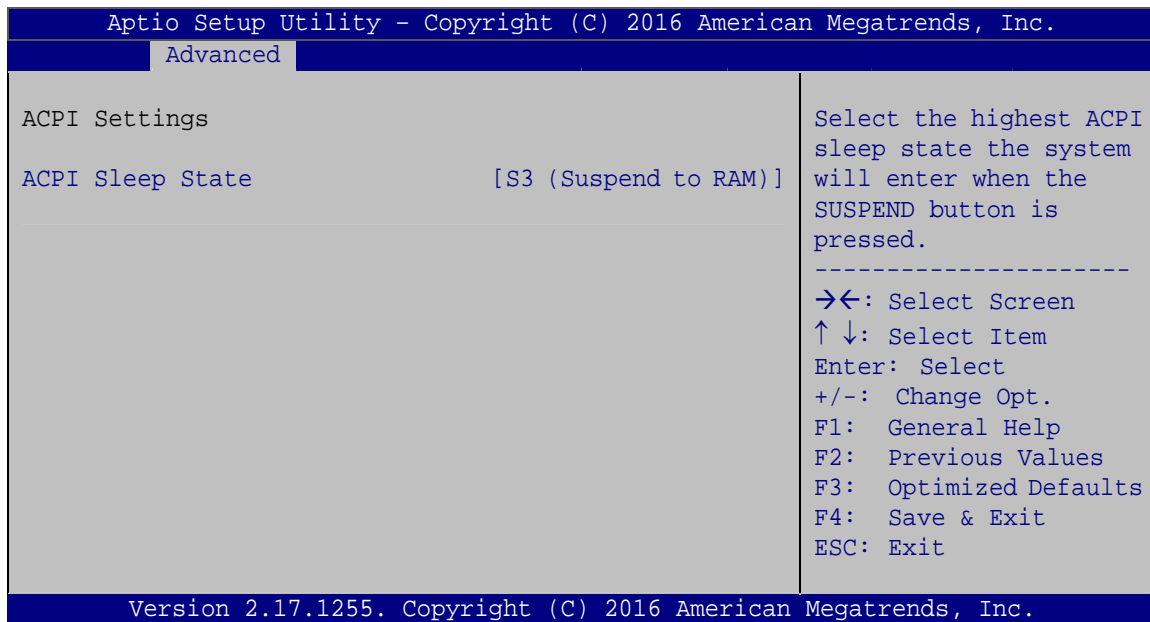 Aptio Setup Utility – Copyright (C) 2016 American Megatrends, Inc.
Advanced
ACPI Settings
ACPI Sleep State [S3 (Suspend to RAM)]
Select the highest ACPI
sleep state the system
will enter when the
SUSPEND button is
pressed.
----------------------
→←: Select Screen
↑ ↓: Select Item
Enter: Select
+/-: Change Opt.
F1: General Help
F2: Previous Values
F3: Optimized Defaults
F4: Save & Exit
ESC: Exit
Version 2.17.1255. Copyright (C) 2016 American Megatrends, Inc.